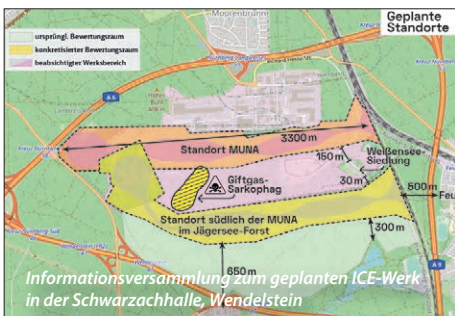 Geplante
Standorte
ursprüngl. Bewertungsraum
konkretisierter Bewertungsraum
beabsichtigter Werksbereich
Moorenbrunn
A 6
3300 m
Standort MUNA
150 m
Weißensee-
Siedlung
Giftgas-
Sarkophag
30 m
500 m
Feu
Standort südlich der MUNA
im Jägersee-Forst
300 m
650 m
A 9
Informationsversammlung zum geplanten ICE-Werk
in der Schwarzachhalle, Wendelstein